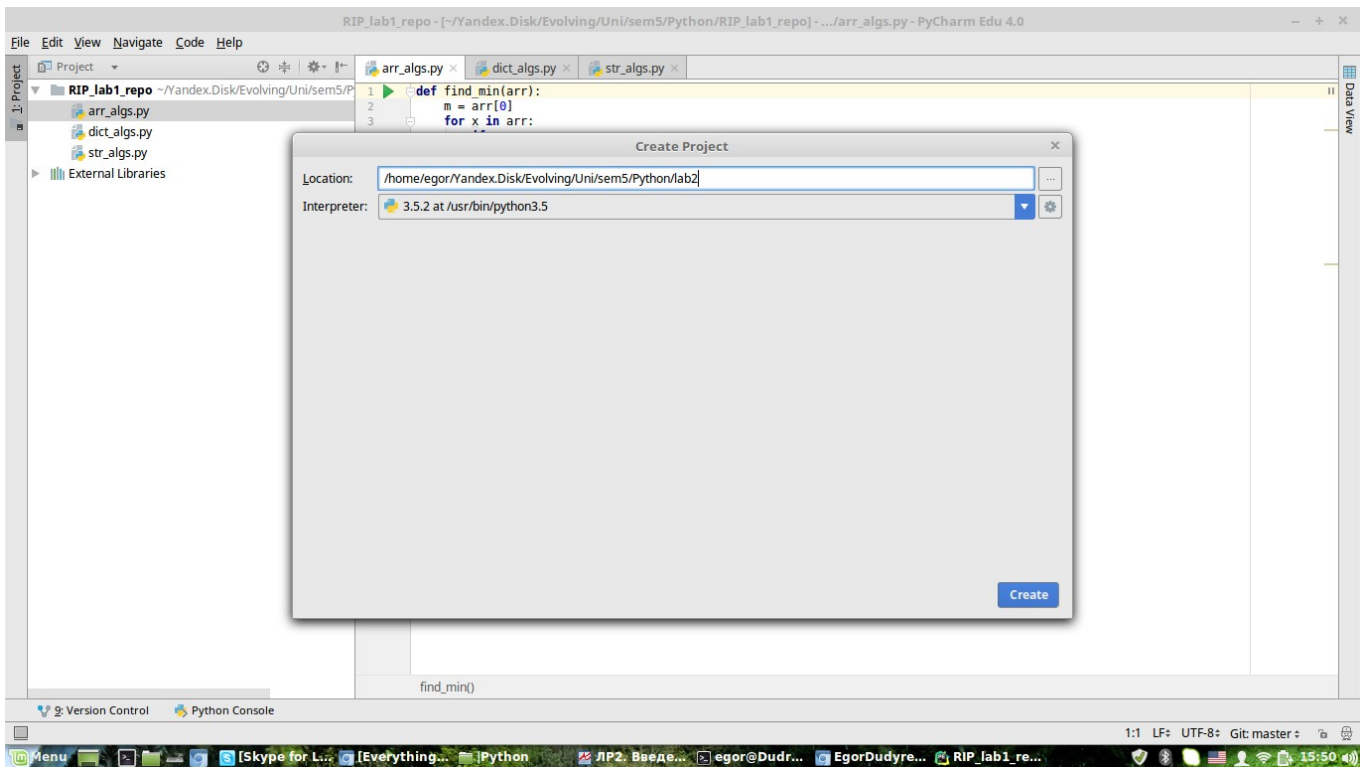 RIP_lab1_repo - [~/Yandex.Disk/Evolving/Uni/sem5/Python/RIP_lab1_repo] - .../arr_algs.py - PyCharm Edu 4.0
File Edit View Navigate Code Help
Project
arr_algs.py
dict_algs.py
str_algs.py
1: Project
RIP_lab1_repo ~/Yandex.Disk/Evolving/Uni/sem5/P
arr_algs.py
dict_algs.py
str_algs.py
External Libraries
1 def find_min(arr):
2 m = arr[0]
3 for x in arr:
Data View
Create Project
Location: /home/egor/Yandex.Disk/Evolving/Uni/sem5/Python/lab2
...
Interpreter: 3.5.2 at /usr/bin/python3.5
Create
find_min()
9: Version Control Python Console
1:1 LF UTF-8 Git: master
Menu [Skype for L... [Everything... Python ЛР2. Введе... egor@Dudr... EgorDudyre... RIP_lab1_re... 15:50